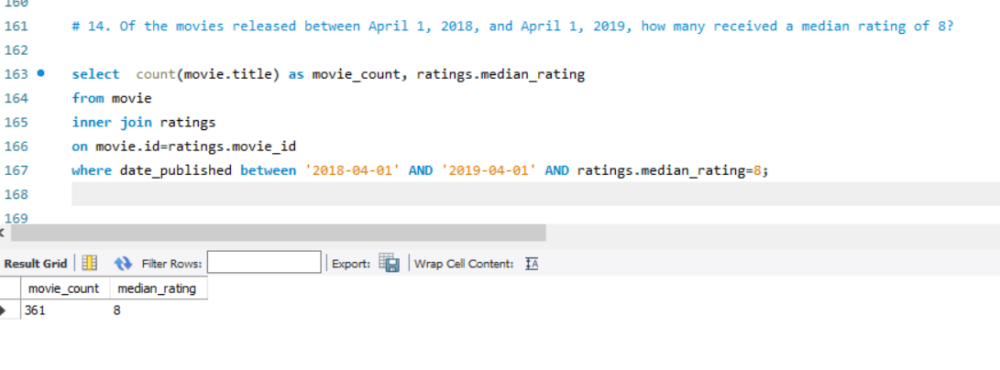 160
161 # 14. Of the movies released between April 1, 2018, and April 1, 2019, how many received a median rating of 8?
162
163 select count(movie.title) as movie_count, ratings.median_rating
164 from movie
165 inner join ratings
166 on movie.id=ratings.movie_id
167 where date_published between '2018-04-01' AND '2019-04-01' AND ratings.median_rating=8;
168
169
Result Grid Filter Rows: Export: Wrap Cell Content: IA
movie_count median_rating
361 8